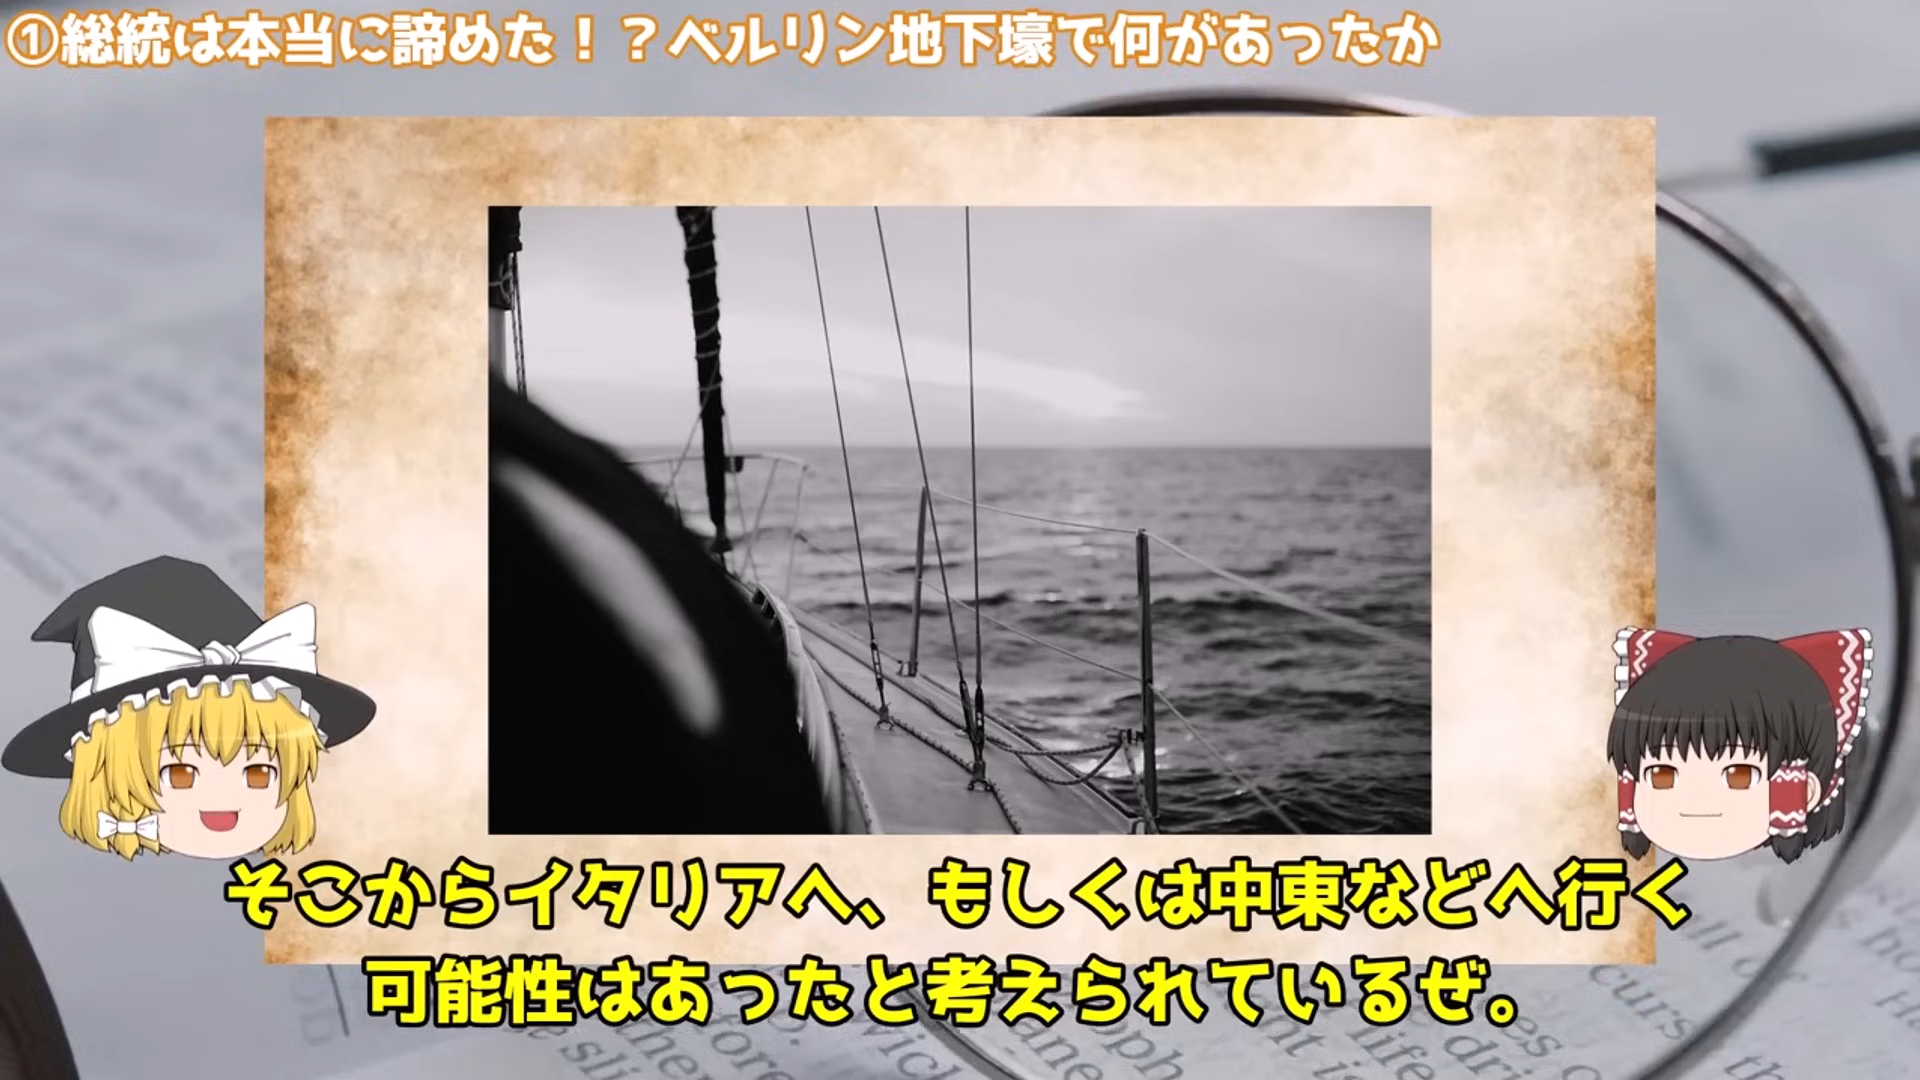 ①総統は本当に諦めた！？ベルリン地下壕で何があったか
そこからイタリアへ、もしくは中東などへ行く
可能性はあったと考えられているぜ。